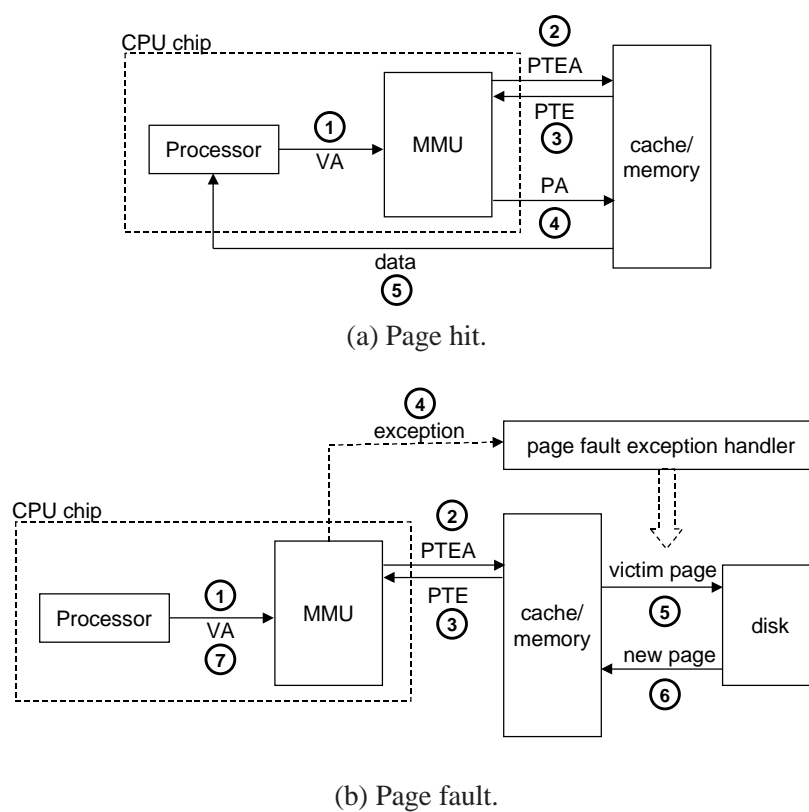 CPU chip
2
PTEA
PTE
3
1
VA
Processor
MMU
cache/
memory
PA
4
data
5
(a) Page hit.
4
exception
page fault exception handler
CPU chip
2
PTEA
PTE
3
1
VA
7
Processor
MMU
cache/
memory
victim page
5
new page
6
disk
(b) Page fault.